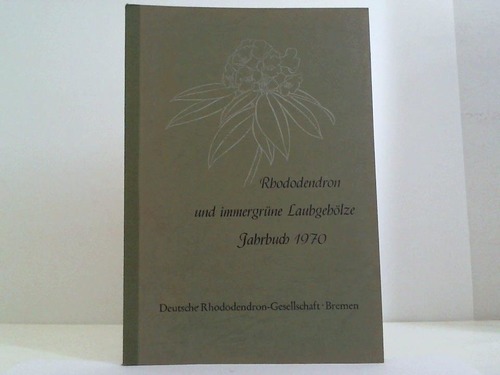 Rhododendron
und immergrüne Laubgehölze
Jahrbuch 1970
Deutsche Rhododendron-Gesellschaft · Bremen